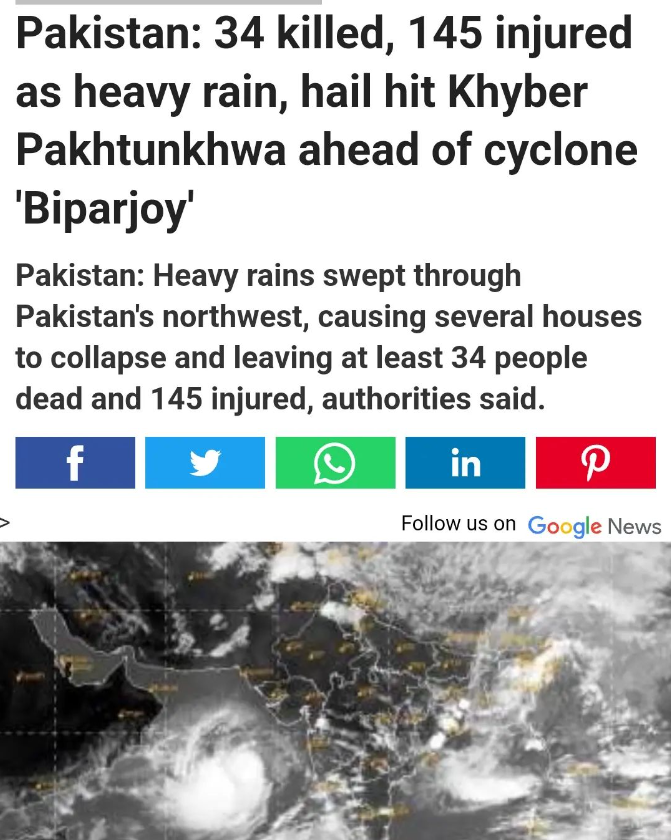 Pakistan: 34 killed, 145 injured
as heavy rain, hail hit Khyber
Pakhtunkhwa ahead of cyclone
'Biparjoy'
Pakistan: Heavy rains swept through
Pakistan's northwest, causing several houses
to collapse and leaving at least 34 people
dead and 145 injured, authorities said.
f in
> Follow us on Google News